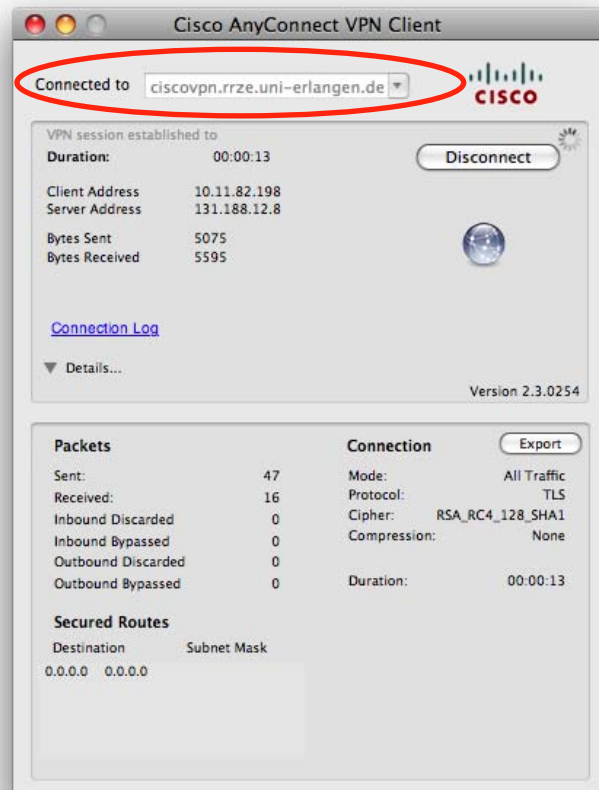 Cisco AnyConnect VPN Client
Connected to ciscovpn.rrze.uni-erlangen.de
CISCO
VPN session established to
Duration: 00:00:13
Disconnect
Client Address 10.11.82.198
Server Address 131.188.12.8
Bytes Sent 5075
Bytes Received 5595
Connection Log
Details...
Version 2.3.0254
Packets
Sent: 47
Received: 16
Inbound Discarded 0
Inbound Bypassed 0
Outbound Discarded 0
Outbound Bypassed 0
Connection
Export
Mode: All Traffic
Protocol: TLS
Cipher: RSA_RC4_128_SHA1
Compression: None
Duration: 00:00:13
Secured Routes
Destination Subnet Mask
0.0.0.0 0.0.0.0